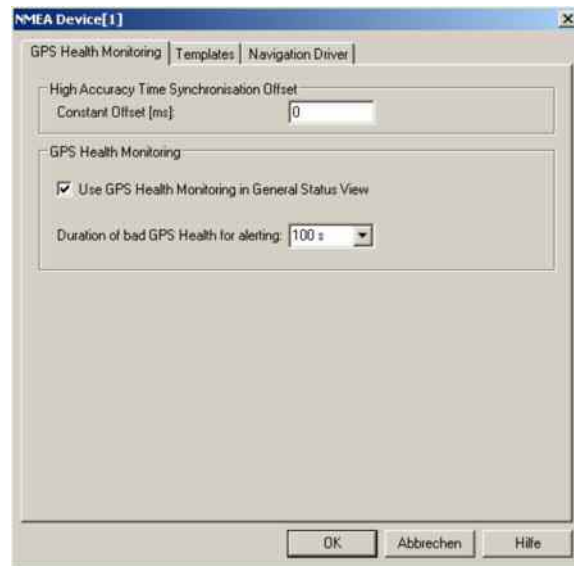 NMEA Device[1]
GPS Health Monitoring Templates Navigation Driver
High Accuracy Time Synchronisation Offset
Constant Offset [ms]: 0
GPS Health Monitoring
Use GPS Health Monitoring in General Status View
Duration of bad GPS Health for alerting: 100 s
OK Abbrechen Hilfe